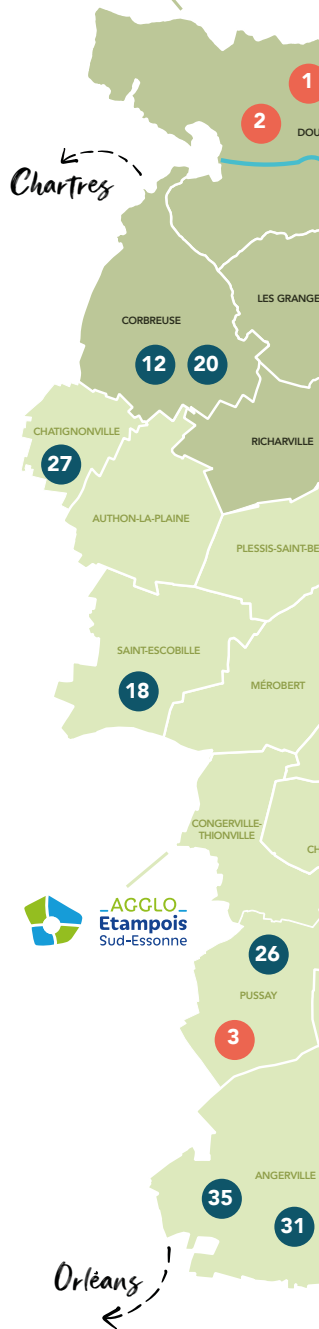 1
2
DOU
Chartres
LES GRANGE
CORBREUSE
12 20
CHATIGNONVILLE
27
RICHARVILLE
AUTHON-LA-PLAINE
PLESSIS-SAINT-BE
SAINT-ESCOBILLE
18
MÉROBERT
CONGERVILLE-
THIONVILLE
CH
AGGLO
Etampois
Sud-Essonne
26
PUSSAY
3
ANGERVILLE
35
31
Orléans